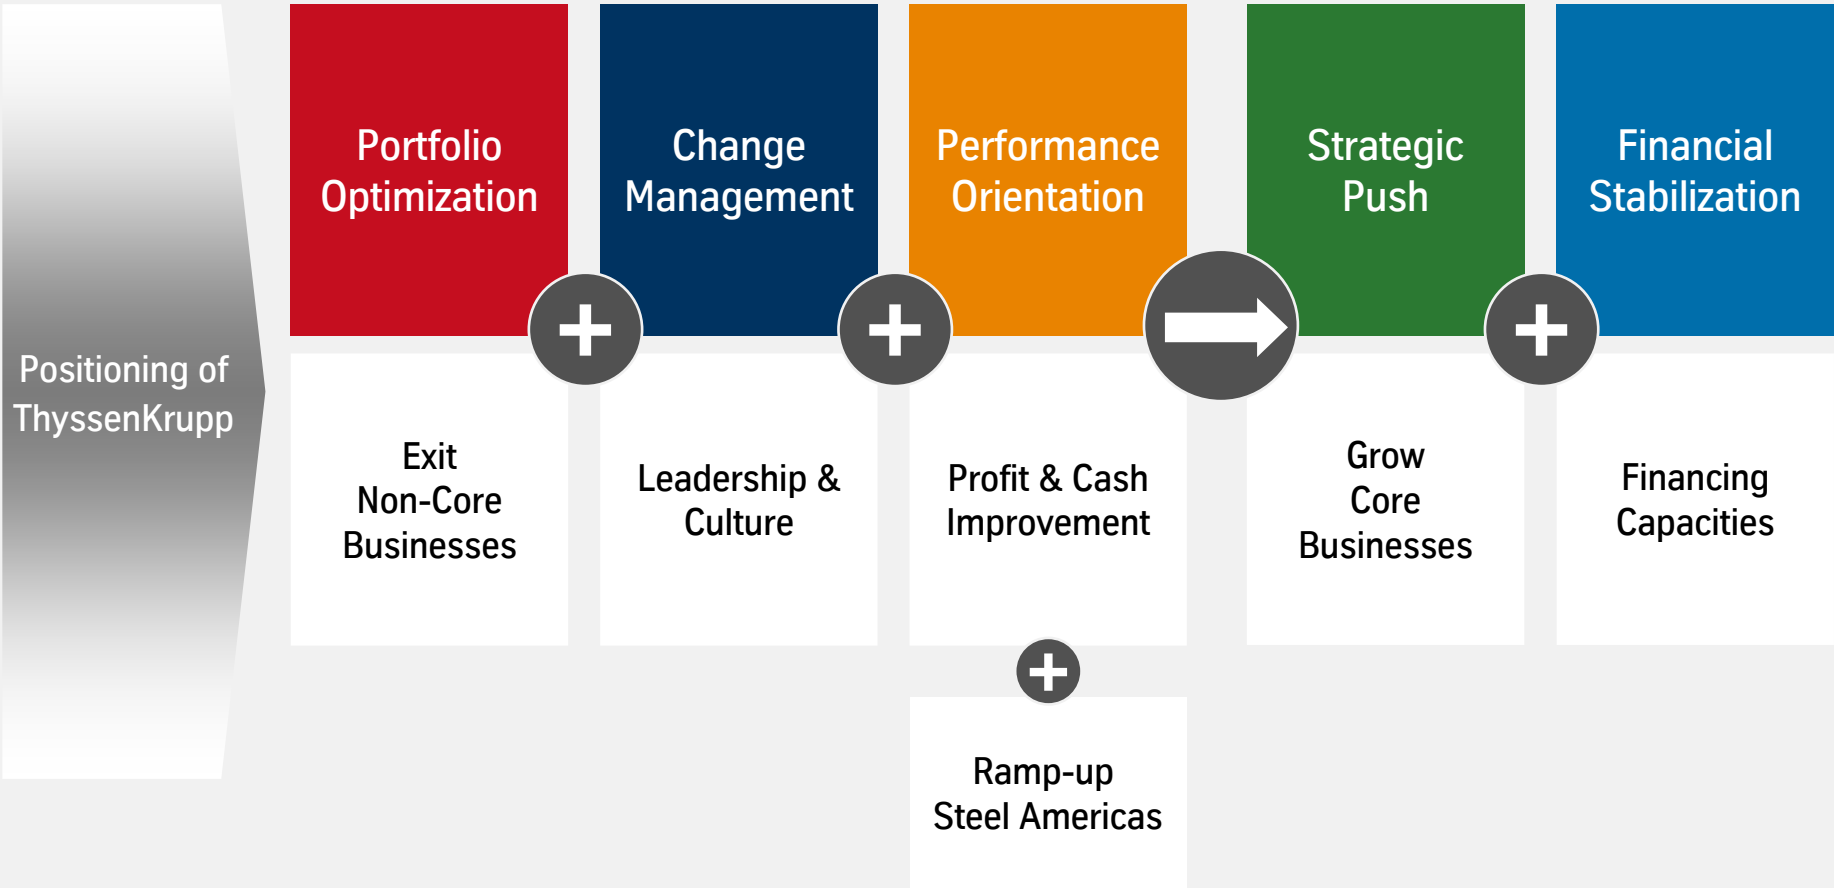 Positioning of
ThyssenKrupp
Portfolio
Optimization
Change
Management
Performance
Orientation
Strategic
Push
Financial
Stabilization
Exit
Non-Core
Businesses
Leadership &
Culture
Profit & Cash
Improvement
Grow
Core
Businesses
Financing
Capacities
Ramp-up
Steel Americas